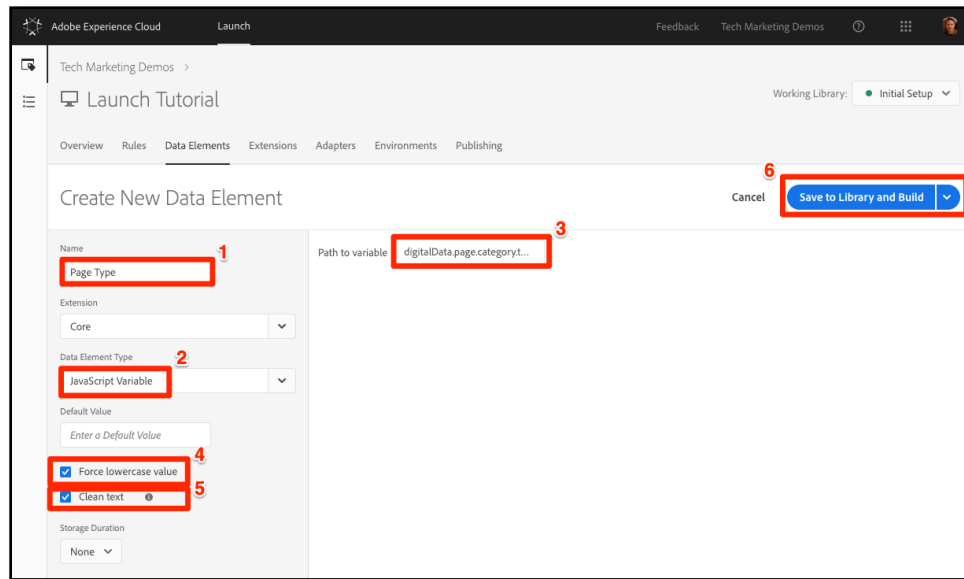 Adobe Experience Cloud Launch Feedback Tech Marketing Demos
Tech Marketing Demos >
Launch Tutorial
Working Library: Initial Setup
Overview Rules Data Elements Extensions Adapters Environments Publishing
6
Create New Data Element
Cancel Save to Library and Build
Name
1
Page Type
3
Path to variable digitalData.page.category.t...
Extension
Core
Data Element Type
2
JavaScript Variable
Default Value
Enter a Default Value
4
Force lowercase value
5
Clean text
Storage Duration
None